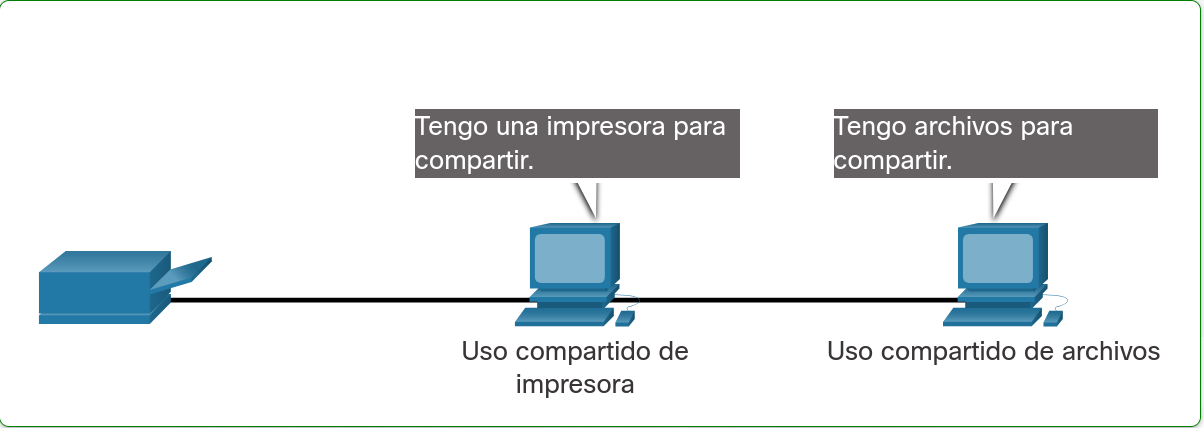 Tengo una impresora para
compartir.
Tengo archivos para
compartir.
Uso compartido de
impresora
Uso compartido de archivos